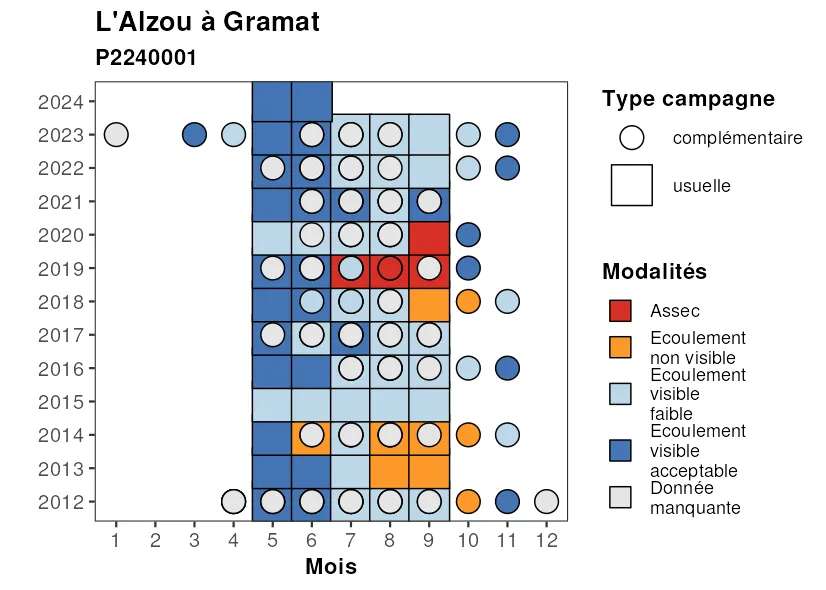 L'Alzou à Gramat
P2240001
2024
2023
2022
2021
2020
2019
2018
2017
2016
2015
2014
2013
2012
1 2 3 4 5 6 7 8 9 10 11 12
Mois
Type campagne
complémentaire
usuelle
Modalités
Assec
Ecoulement
non visible
Ecoulement
visible
faible
Ecoulement
visible
acceptable
Donnée
manquante